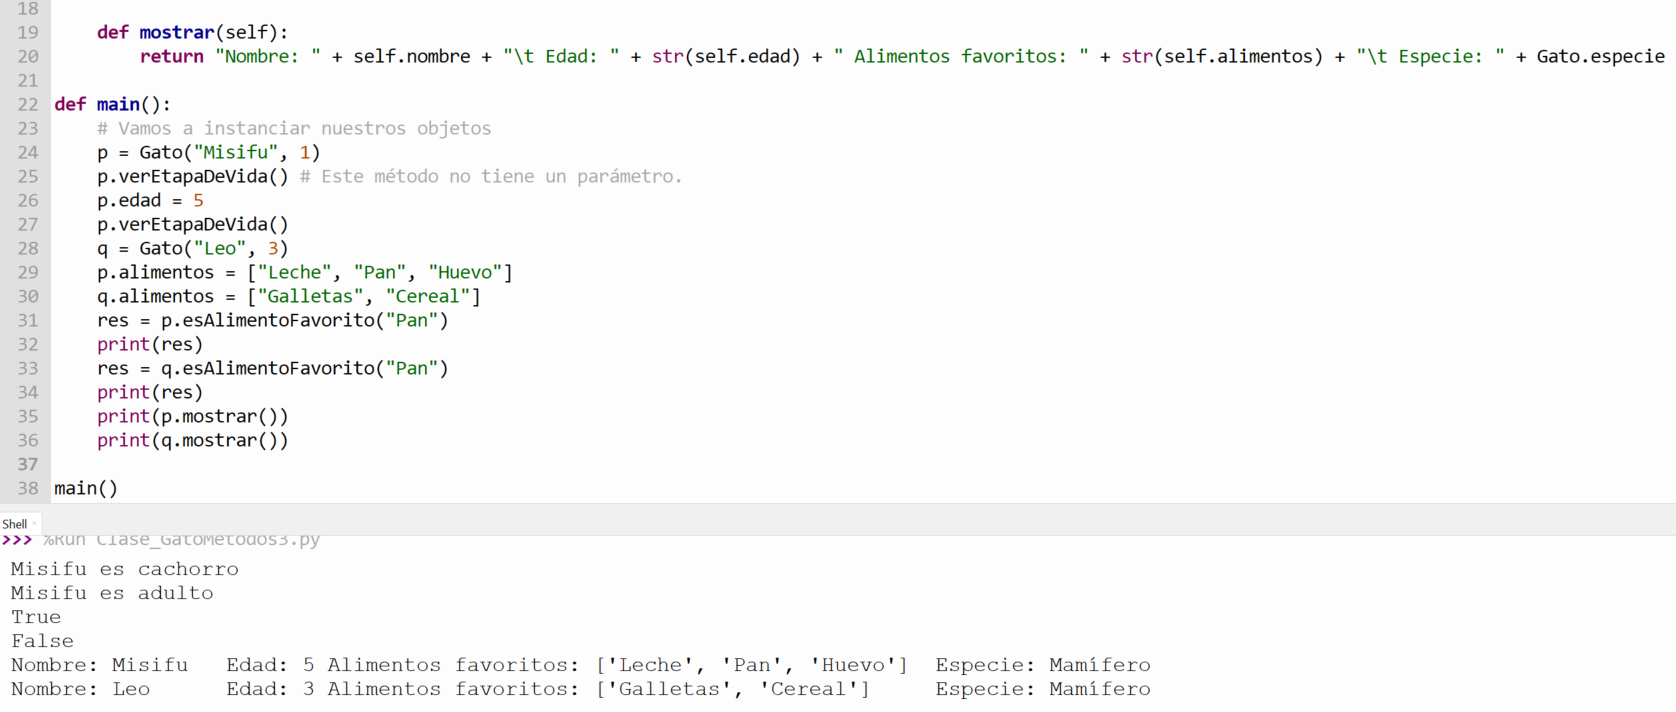 18
19     def mostrar(self):
20         return "Nombre: " + self.nombre + "\t Edad: " + str(self.edad) + " Alimentos favoritos: " + str(self.alimentos) + "\t Especie: " + Gato.especie
21
22 def main():
23     # Vamos a instanciar nuestros objetos
24     p = Gato("Misifu", 1)
25     p.verEtapaDeVida() # Este método no tiene un parámetro.
26     p.edad = 5
27     p.verEtapaDeVida()
28     q = Gato("Leo", 3)
29     p.alimentos = ["Leche", "Pan", "Huevo"]
30     q.alimentos = ["Galletas", "Cereal"]
31     res = p.esAlimentoFavorito("Pan")
32     print(res)
33     res = q.esAlimentoFavorito("Pan")
34     print(res)
35     print(p.mostrar())
36     print(q.mostrar())
37
38 main()
Shell ×
>>> %Run Clase_GatoMetodos3.py
Misifu es cachorro
Misifu es adulto
True
False
Nombre: Misifu   Edad: 5 Alimentos favoritos: ['Leche', 'Pan', 'Huevo']  Especie: Mamífero
Nombre: Leo      Edad: 3 Alimentos favoritos: ['Galletas', 'Cereal']     Especie: Mamífero